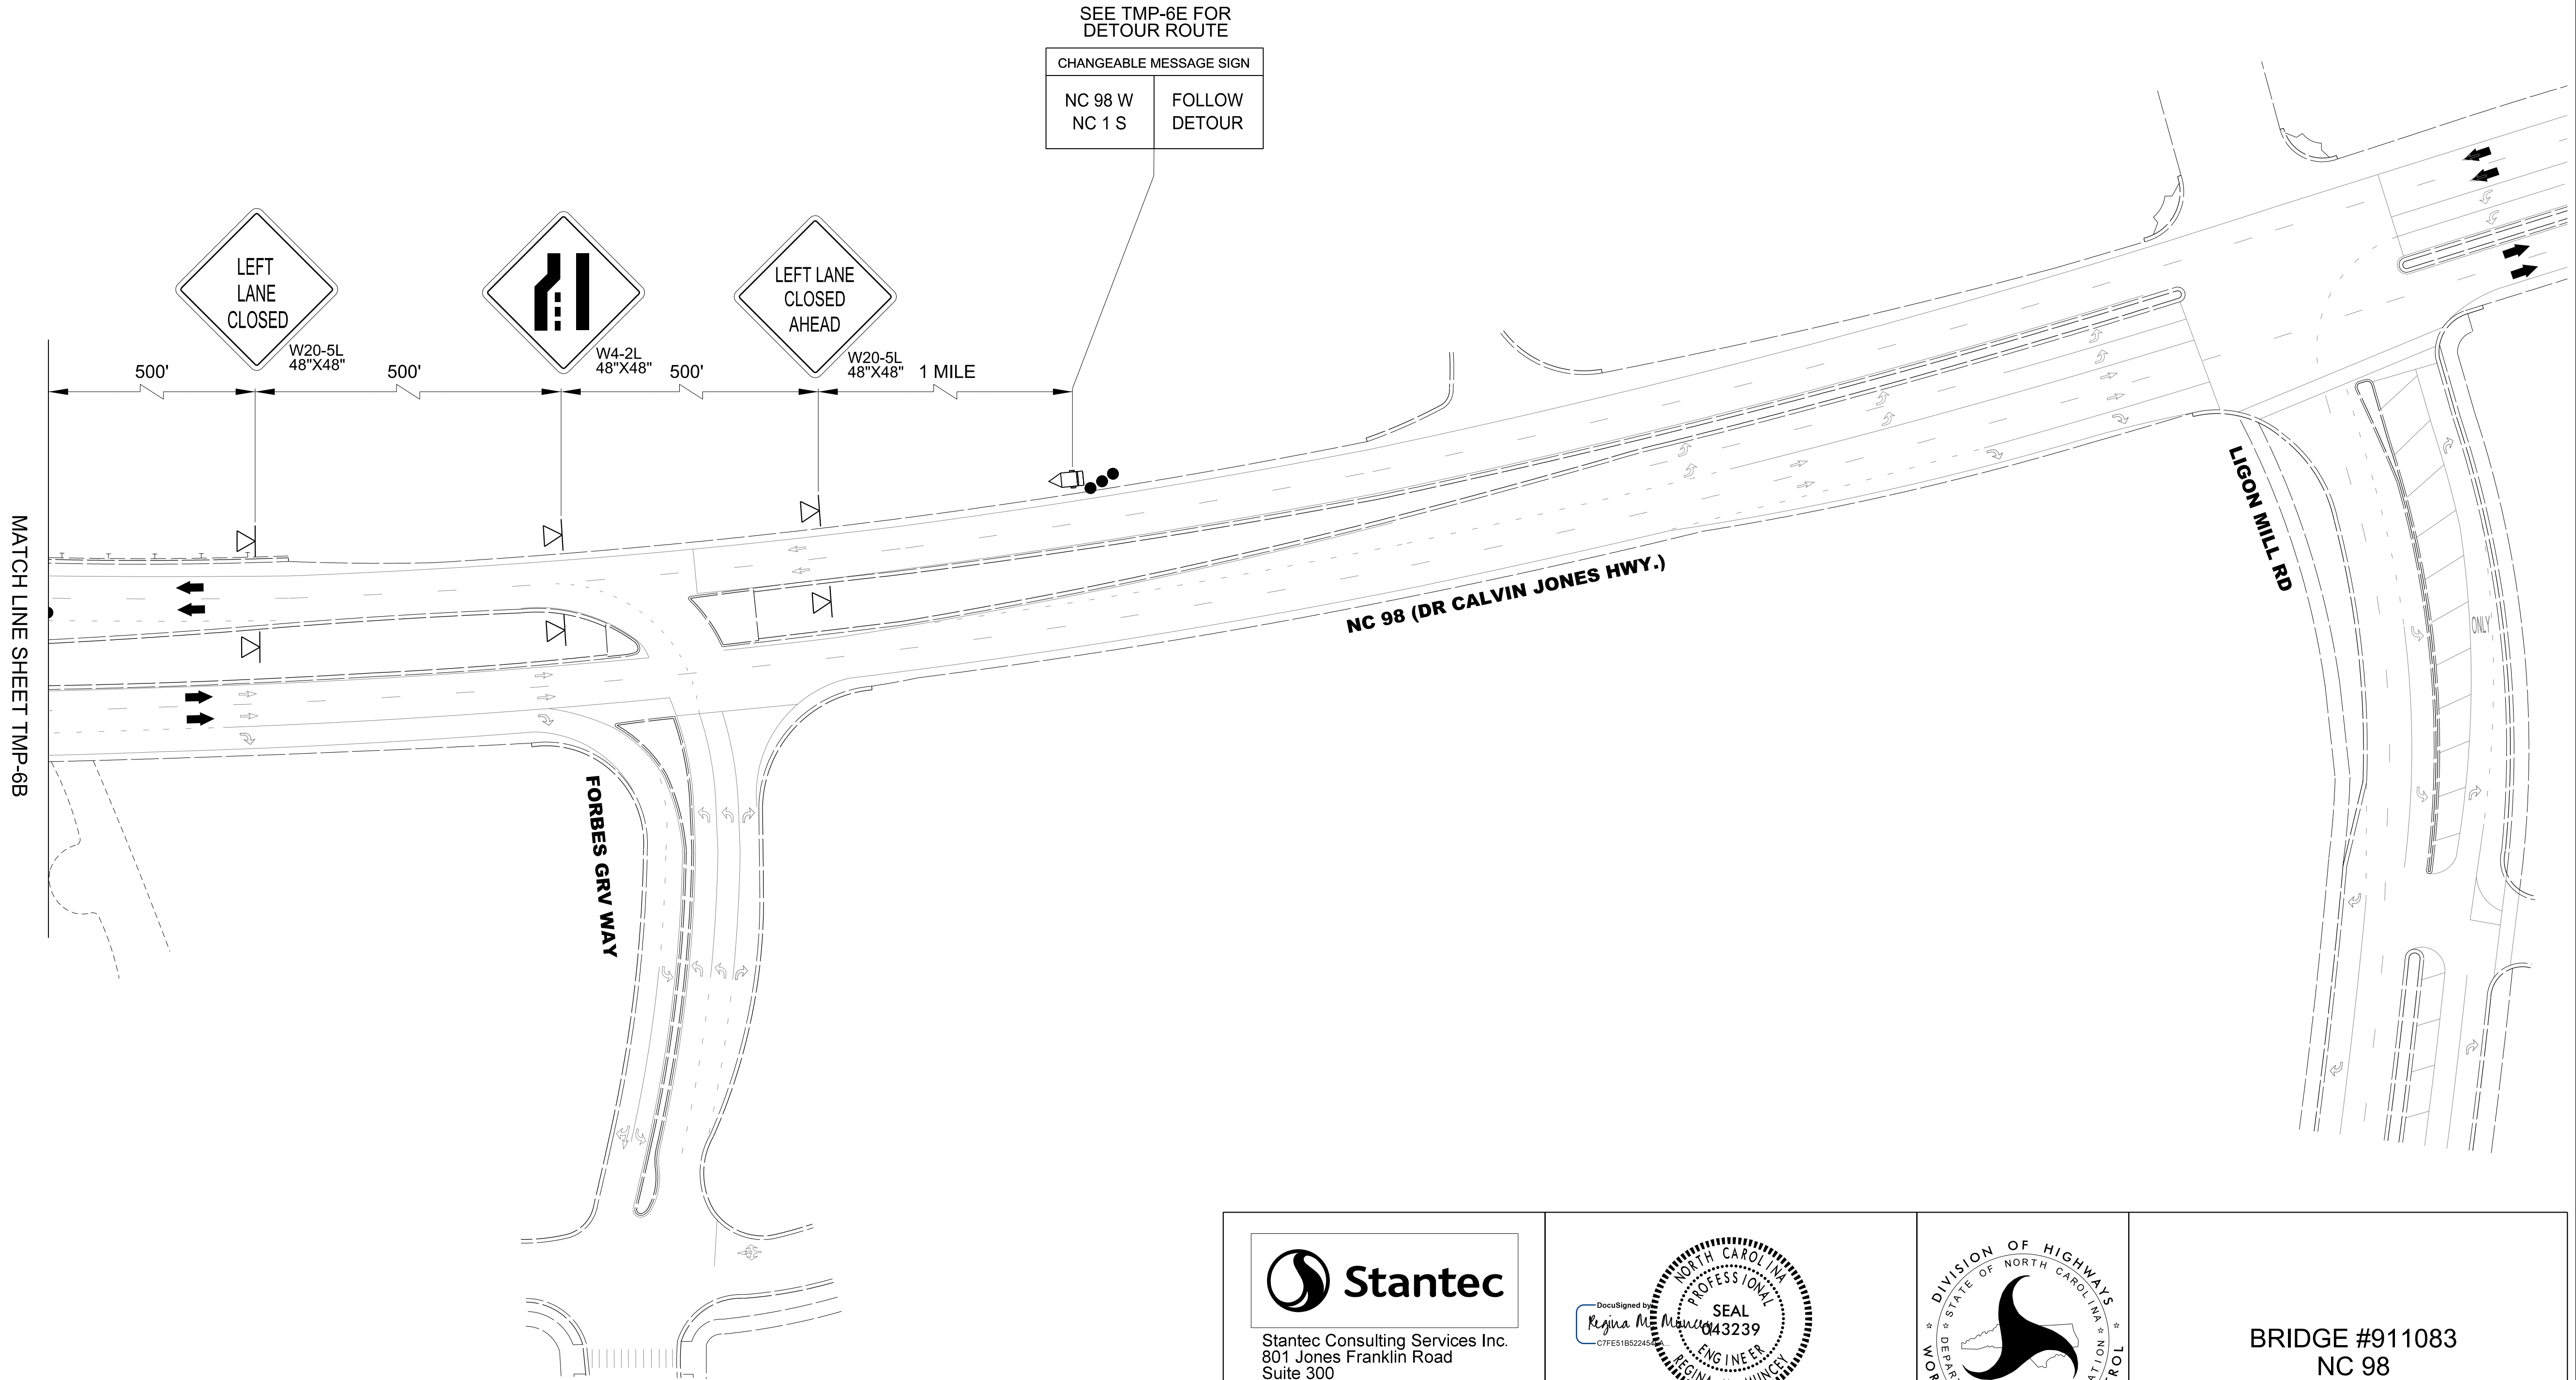 SEE TMP-6E FOR
DETOUR ROUTE
CHANGEABLE MESSAGE SIGN
NC 98 W
NC 1 S
FOLLOW
DETOUR
LEFT
LANE
CLOSED
W20-5L
48"X48"
W4-2L
48"X48"
LEFT LANE
CLOSED
AHEAD
W20-5L
48"X48"
500'
500'
500'
1 MILE
MATCH LINE SHEET TMP-6B
NC 98 (DR CALVIN JONES HWY.)
LIGON MILL RD
ONLY
FORBES GRV WAY
Stantec
Stantec Consulting Services Inc.
801 Jones Franklin Road
Suite 300
DocuSigned by
Regina M. Muncey
NORTH CAROLINA
PROFESSIONAL
SEAL
043239
ENGINEER
DIVISION OF HIGHWAYS
STATE OF NORTH CAROLINA
BRIDGE #911083
NC 98